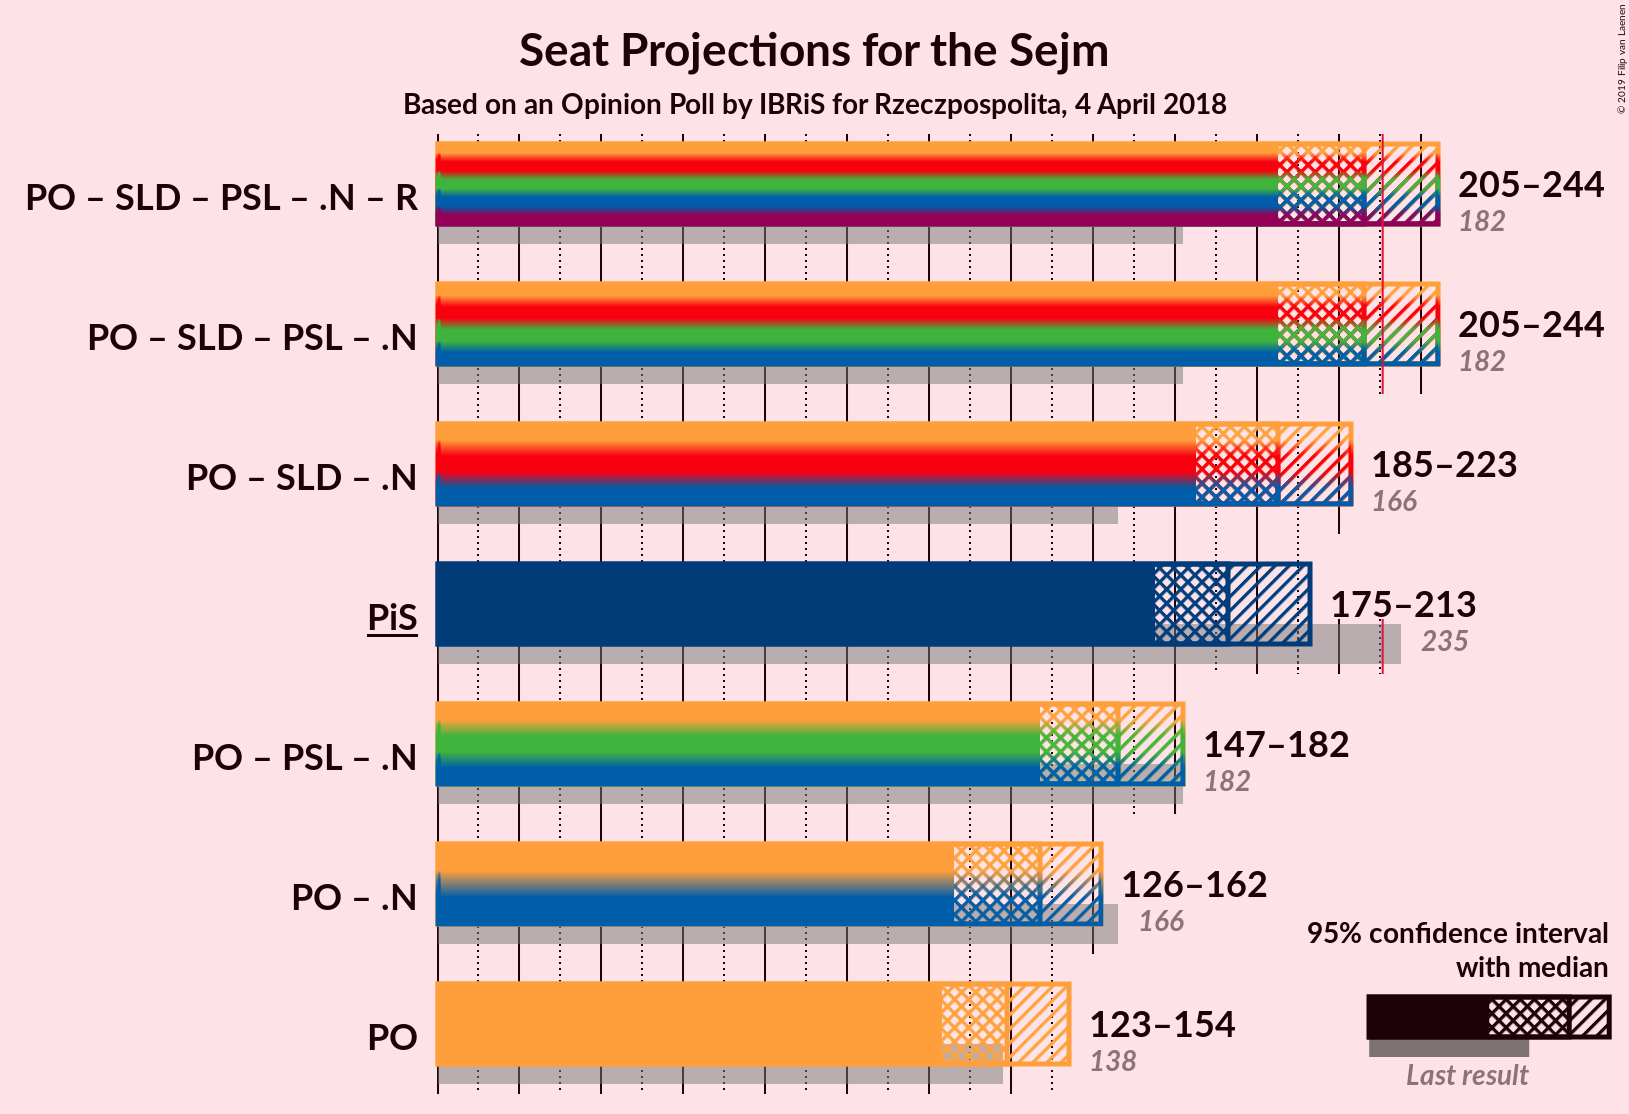 Seat Projections for the Sejm
Based on an Opinion Poll by IBRiS for Rzeczpospolita, 4 April 2018
© 2019 Filip van Laenen
PO – SLD – PSL – .N – R
205–244
182
PO – SLD – PSL – .N
205–244
182
PO – SLD – .N
185–223
166
PiS
175–213
235
PO – PSL – .N
147–182
182
PO – .N
126–162
166
PO
123–154
138
95% confidence interval
with median
Last result